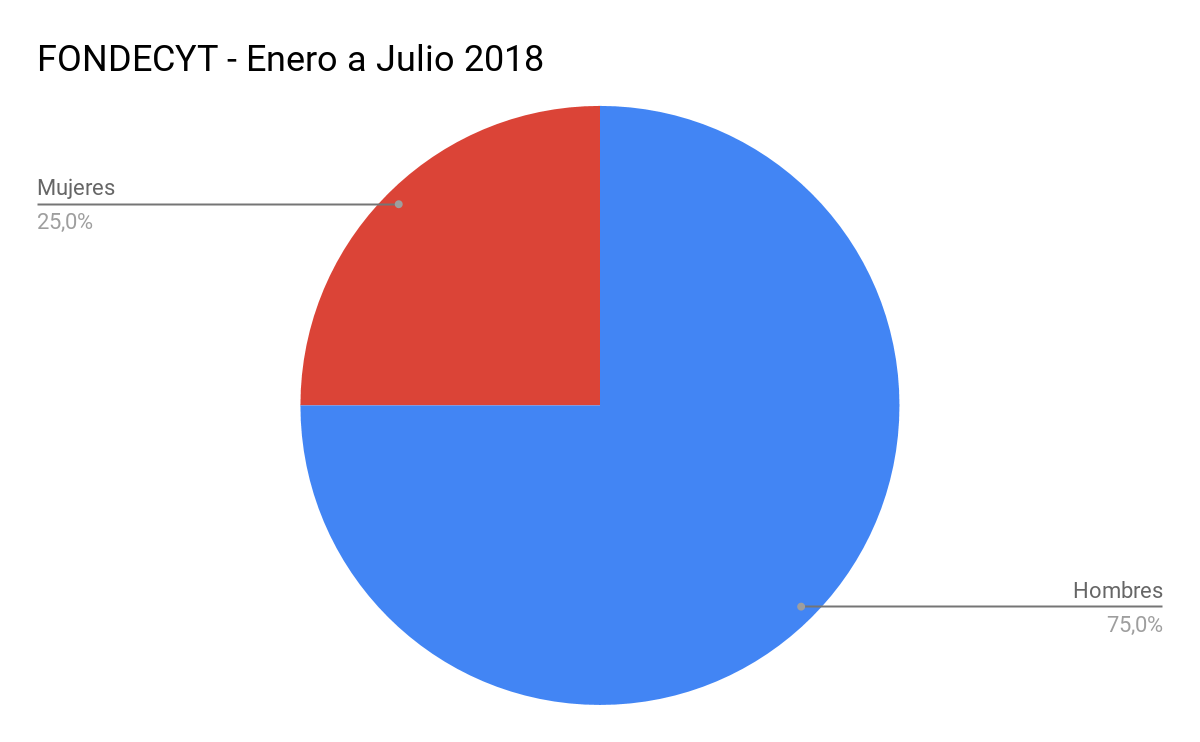 FONDECYT - Enero a Julio 2018
Mujeres
25,0%
Hombres
75,0%